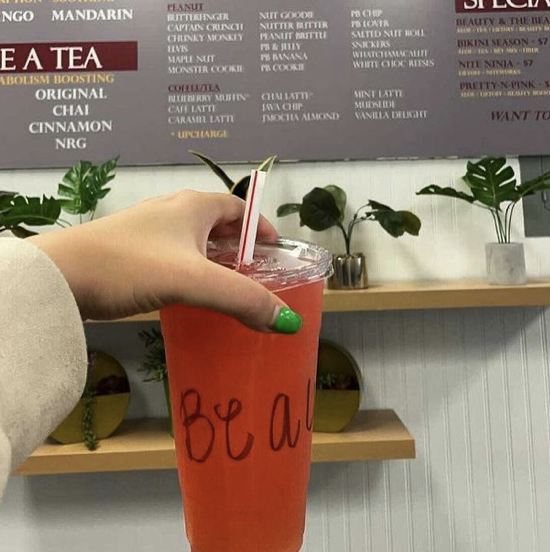 NGO MANDARIN
E A TEA
ABOLISM BOOSTING
ORIGINAL
CHAI
CINNAMON
NRG
PEANUT
BUTTERFINGER
CAPTAIN CRUNCH
CHUNKY MONKEY
ELVIS
MAPLE NUT
MONSTER COOKIE
NUT GOODIE
NUTTER BUTTER
PEANUT BRITTLE
PB & JELLY
PB BANANA
PB COOKIE
PB CHIP
PB LOVER
SALTED NUT ROLL
SNICKERS
WHATCHAMACALLIT
WHITE CHOC REESES
COFFEE/TEA
BLUEBERRY MUFFIN*
CAFÉ LATTE
CARAMEL LATTE
CHAI LATTE*
JAVA CHIP
JMOCHA ALMOND
MINT LATTE
MUDSLIDE
VANILLA DELIGHT
* UPCHARGE
SPECIA
BEAUTY & THE BEA
BIKINI SEASON - $7
NITE NINJA - $7
PRETTY-N-PINK - $
WANT TO
Beau